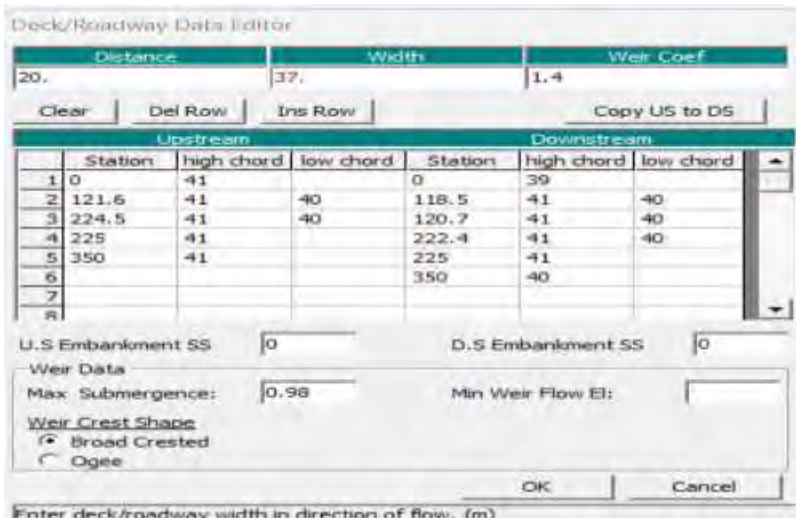 Deck/Roadway Data Editor
Distance Width Weir Coef
20. 37. 1.4
Clear Del Row Ins Row Copy US to DS
Upstream Downstream
Station high chord low chord Station high chord low chord
1 0 41 0 39
2 121.6 41 40 118.5 41 40
3 224.5 41 40 120.7 41 40
4 225 41 222.4 41 40
5 350 41 225 41
6 350 40
7
8
U.S Embankment SS 0 D.S Embankment SS 0
Weir Data
Max Submergence: 0.98 Min Weir Flow El:
Weir Crest Shape
Broad Crested
Ogee
OK Cancel
Enter deck/roadway width in direction of flow. (m)